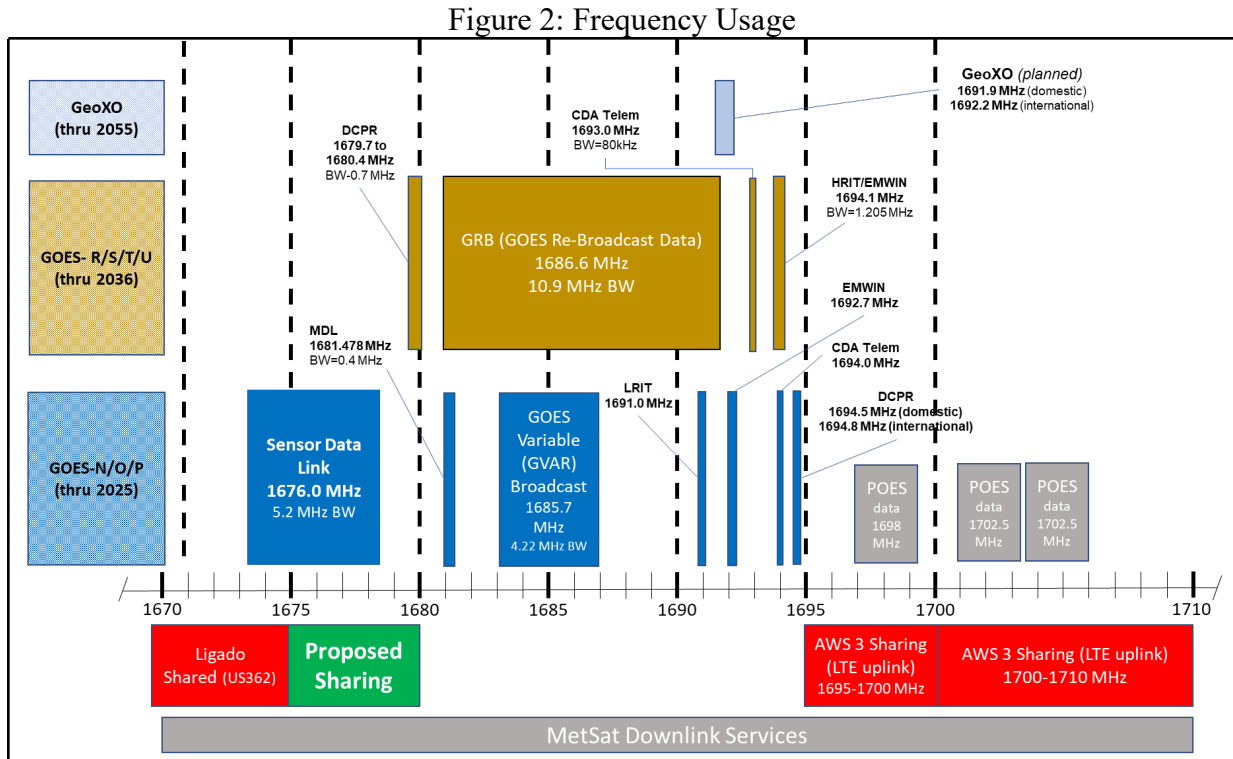 Figure 2: Frequency Usage
GeoXO
(thru 2055)
GeoXO (planned)
1691.9 MHz (domestic)
1692.2 MHz (international)
CDA Telem
1693.0 MHz
BW=80kHz
DCPR
1679.7 to
1680.4 MHz
BW-0.7 MHz
HRIT/EMWIN
1694.1 MHz
BW=1.205 MHz
GOES- R/S/T/U
(thru 2036)
GRB (GOES Re-Broadcast Data)
1686.6 MHz
10.9 MHz BW
EMWIN
1692.7 MHz
MDL
1681.478 MHz
BW=0.4 MHz
CDA Telem
1694.0 MHz
LRIT
1691.0 MHz
DCPR
1694.5 MHz (domestic)
1694.8 MHz (international)
GOES-N/O/P
(thru 2025)
Sensor Data
Link
1676.0 MHz
5.2 MHz BW
GOES
Variable
(GVAR)
Broadcast
1685.7
MHz
4.22 MHz BW
POES
data
1698
MHz
POES
data
1702.5
MHz
POES
data
1702.5
MHz
1670 1675 1680 1685 1690 1695 1700 1710
Ligado
Shared (US362)
Proposed
Sharing
AWS 3 Sharing
(LTE uplink)
1695-1700 MHz
AWS 3 Sharing (LTE uplink)
1700-1710 MHz
MetSat Downlink Services